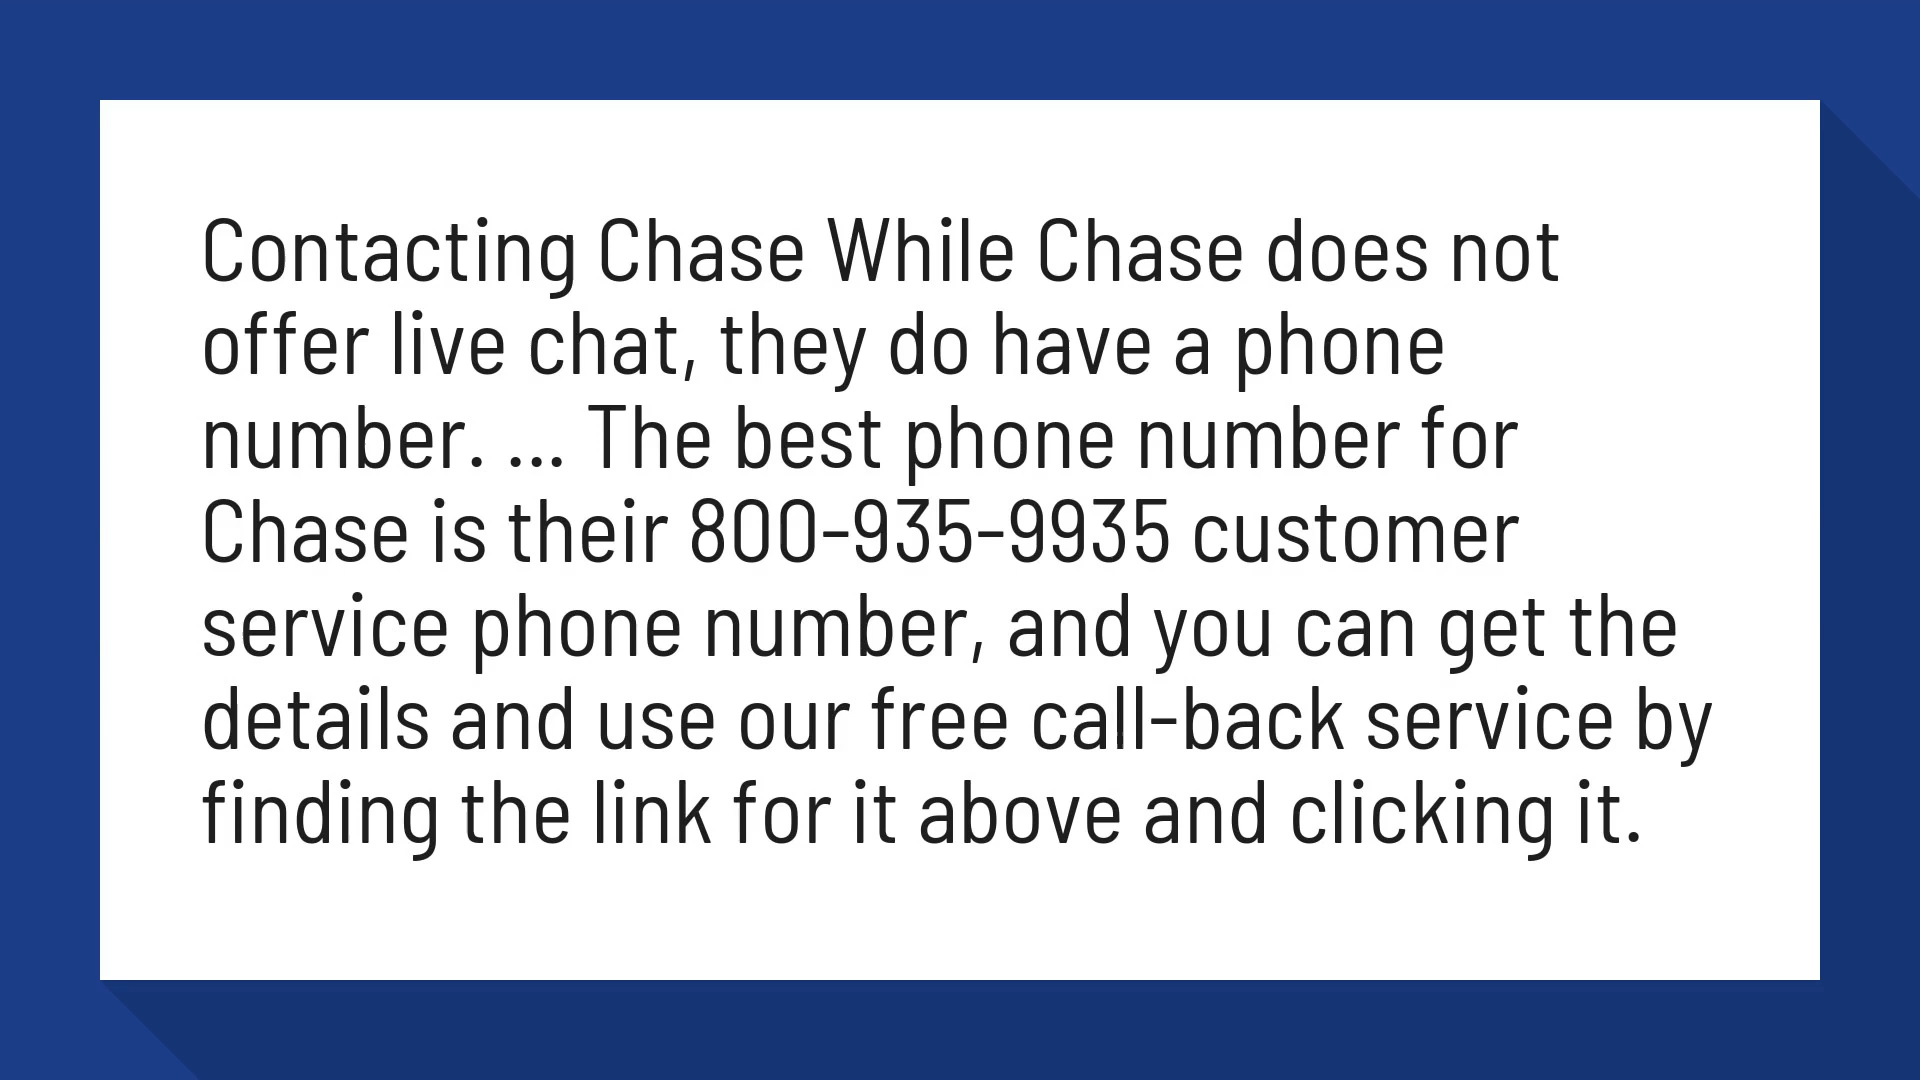 Contacting Chase While Chase does not
offer live chat, they do have a phone
number. ... The best phone number for
Chase is their 800-935-9935 customer
service phone number, and you can get the
details and use our free call-back service by
finding the link for it above and clicking it.